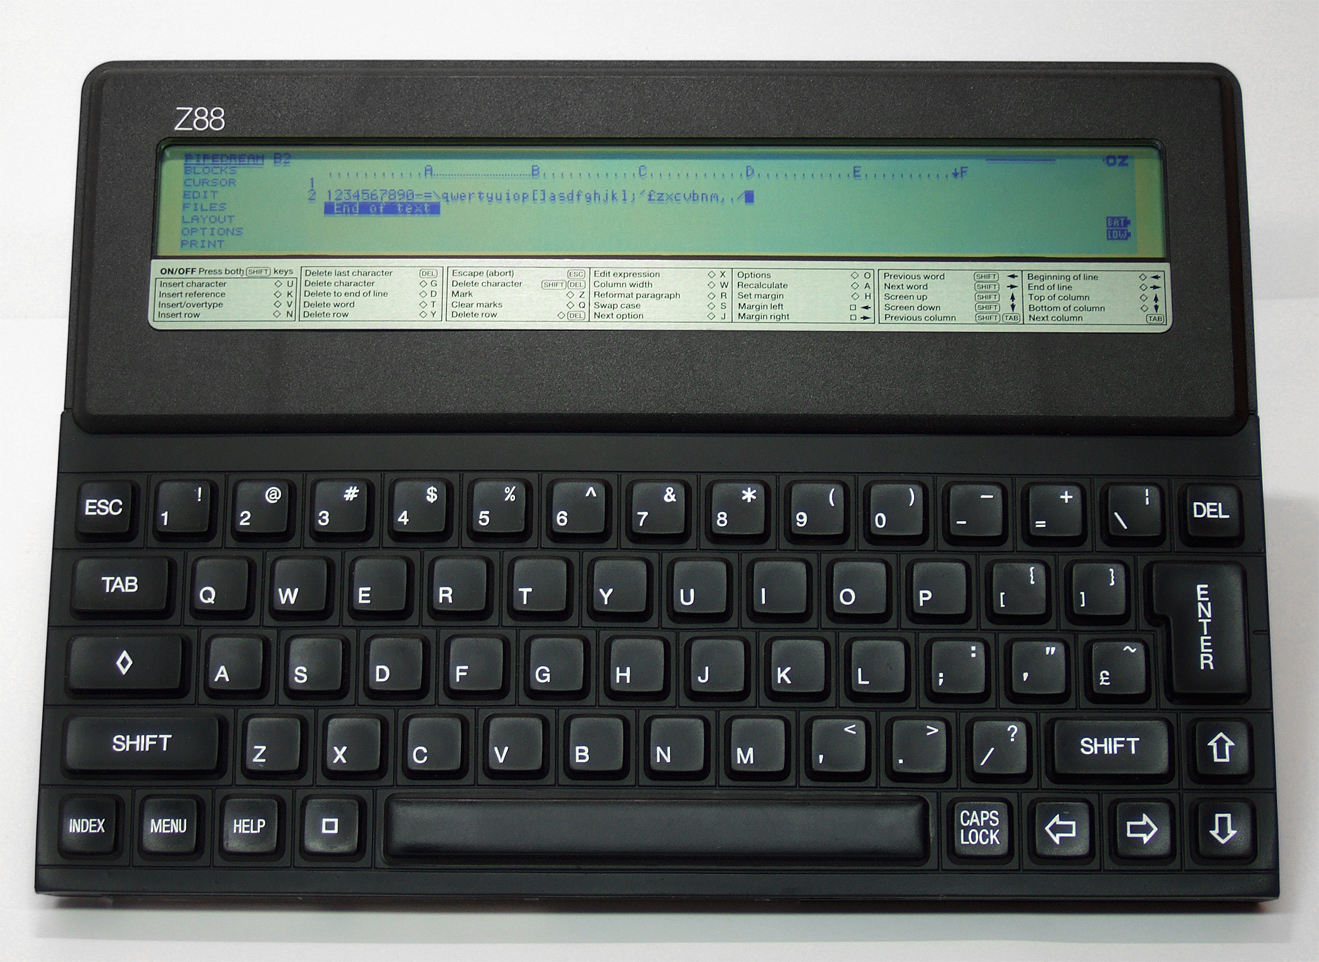 Z88
PIPEDREAM B2
BLOCKS A B C D E F OZ
CURSOR 1
EDIT 2 1234567890-=\qwertyuiop[]asdfghjkl;'£zxcvbnm,./
FILES End of text
LAYOUT BAT
OPTIONS LOW
PRINT
ON/OFF Press both SHIFT keys
Insert character ◇ U
Insert reference ◇ K
Insert/overtype ◇ V
Insert row ◇ N
Delete last character DEL
Delete character ◇ G
Delete to end of line ◇ D
Delete word ◇ T
Delete row ◇ Y
Escape (abort) ESC
Delete character SHIFT DEL
Mark ◇ Z
Clear marks ◇ Q
Delete row ◇ DEL
Edit expression ◇ X
Column width ◇ W
Reformat paragraph ◇ R
Swap case ◇ S
Next option ◇ J
Options ◇ O
Recalculate ◇ A
Set margin ◇ H
Margin left □ ←
Margin right □ →
Previous word SHIFT ←
Next word SHIFT →
Screen up SHIFT ↑
Screen down SHIFT ↓
Previous column SHIFT TAB
Beginning of line ◇ ←
End of line ◇ →
Top of column ◇ ↑
Bottom of column ◇ ↓
Next column TAB
ESC ! 1 @ 2 # 3 $ 4 % 5 ^ 6 & 7 * 8 ( 9 ) 0 — - + = ¦ \ DEL
TAB Q W E R T Y U I O P { [ } ] ENTER
◇ A S D F G H J K L : ; " ' ~ £
SHIFT Z X C V B N M < , > . ? / SHIFT ⇧
INDEX MENU HELP □ CAPS LOCK ⇦ ⇨ ⇩